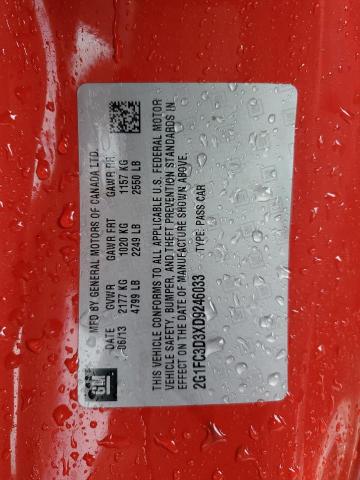 GM
MFD BY GENERAL MOTORS OF CANADA LTD.
DATE GVWR GAWR FRT GAWR RR
06/13 2177 KG 1020 KG 1157 KG
4799 LB 2249 LB 2550 LB
THIS VEHICLE CONFORMS TO ALL APPLICABLE U.S. FEDERAL MOTOR
VEHICLE SAFETY, BUMPER, AND THEFT PREVENTION STANDARDS IN
EFFECT ON THE DATE OF MANUFACTURE SHOWN ABOVE.
2G1FC3D3XD9246033 TYPE: PASS CAR